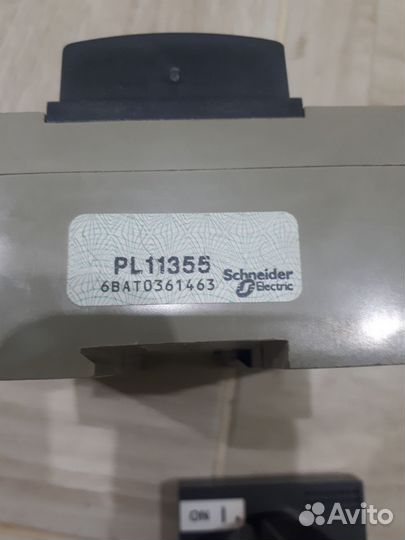 PL11355
6BAT0361463
Schneider
Electric
ON
Avito